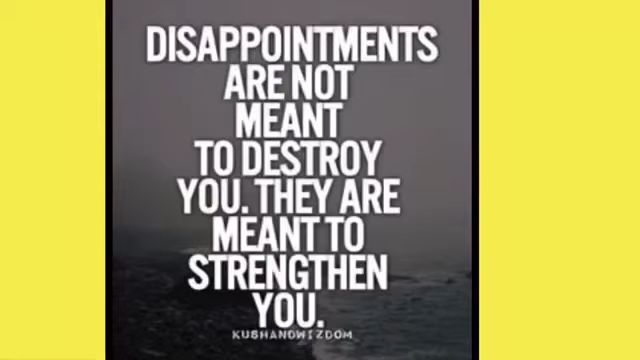 DISAPPOINTMENTS
ARE NOT
MEANT
TO DESTROY
YOU. THEY ARE
MEANT TO
STRENGTHEN
YOU.
KUSHANDWIZDOM